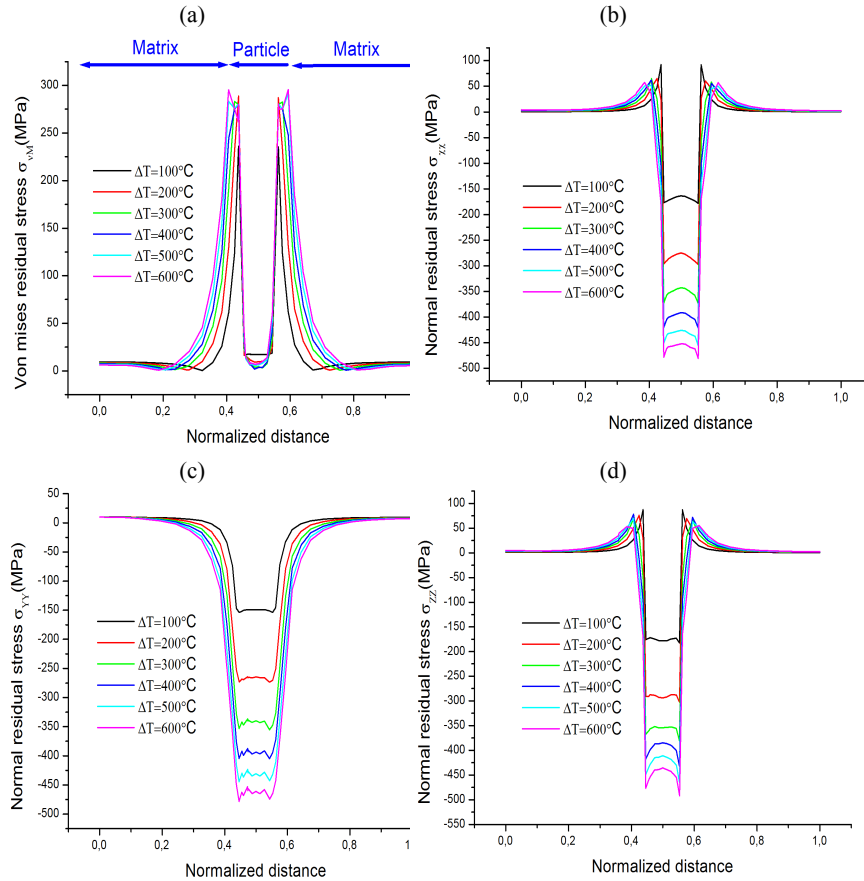 (a)
Matrix Particle Matrix
Von mises residual stress σvM(MPa)
300
250
200
150
100
50
0
ΔT=100°C
ΔT=200°C
ΔT=300°C
ΔT=400°C
ΔT=500°C
ΔT=600°C
0,0 0,2 0,4 0,6 0,8
Normalized distance
(b)
Normal residual stress σχχ(MPa)
100
50
0
-50
-100
-150
-200
-250
-300
-350
-400
-450
-500
ΔT=100°C
ΔT=200°C
ΔT=300°C
ΔT=400°C
ΔT=500°C
ΔT=600°C
0,0 0,2 0,4 0,6 0,8 1,0
Normalized distance
(c)
Normal residual stress σYY(MPa)
50
0
-50
-100
-150
-200
-250
-300
-350
-400
-450
-500
ΔT=100°C
ΔT=200°C
ΔT=300°C
ΔT=400°C
ΔT=500°C
ΔT=600°C
0,0 0,2 0,4 0,6 0,8
Normalized distance
(d)
Normal residual stress σZZ(MPa)
100
50
0
-50
-100
-150
-200
-250
-300
-350
-400
-450
-500
-550
ΔT=100°C
ΔT=200°C
ΔT=300°C
ΔT=400°C
ΔT=500°C
ΔT=600°C
0,0 0,2 0,4 0,6 0,8 1,0
Normalized distance